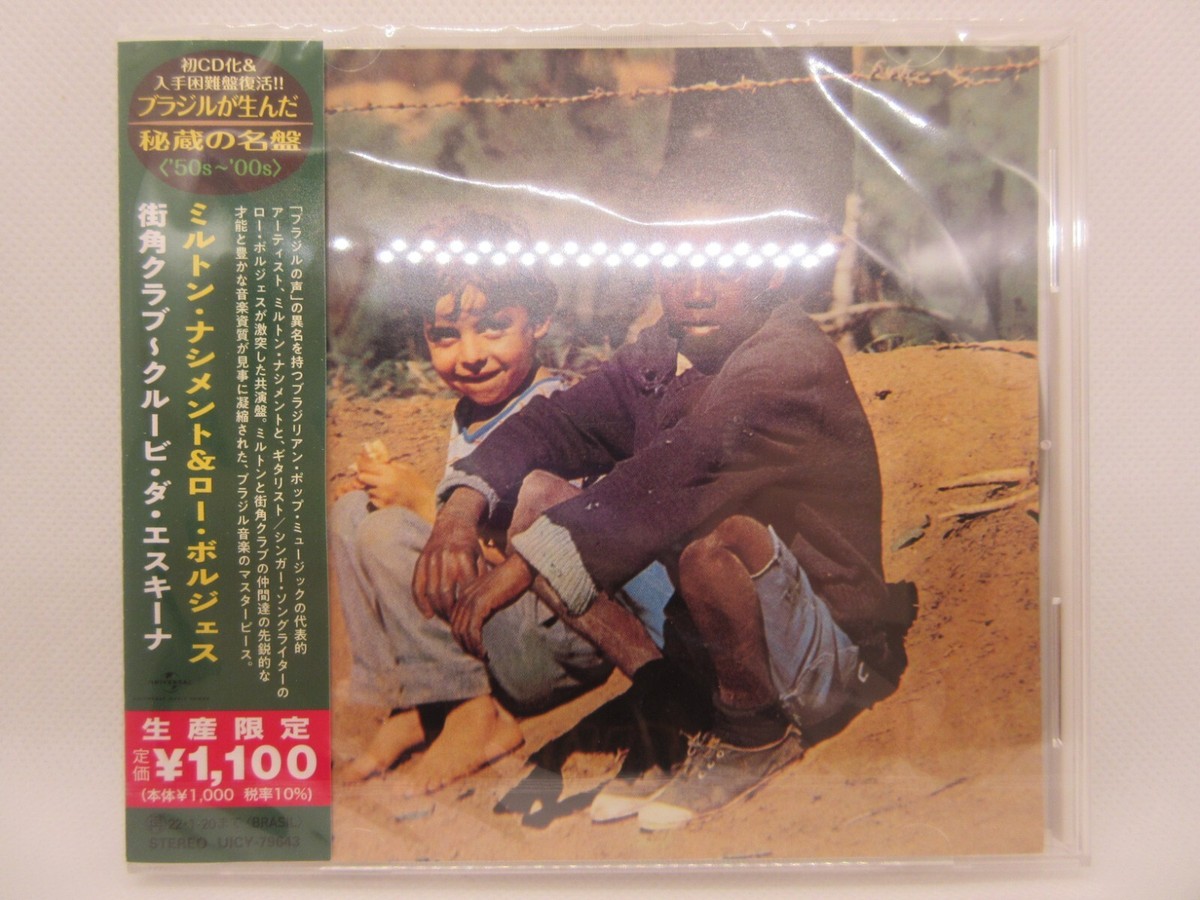 初CD化&
入手困難盤復活!!
ブラジルが生んだ
秘蔵の名盤
〈'50s~'00s〉
「ブラジルの声」の異名を持つブラジリアン・ポップ・ミュージックの代表的
アーティスト、ミルトン・ナシメントと、ギタリスト/シンガー・ソングライターの
ロー・ボルジェスが激突した共演盤。ミルトンと街角クラブの仲間達の先鋭的な
才能と豊かな音楽資質が見事に凝縮された、ブラジル音楽のマスターピース。
ミルトン・ナシメント&ロー・ボルジェス
街角クラブ~クルービ・ダ・エスキーナ
UNIVERSAL
生産限定
定価 ¥1,100
(本体¥1,000 税率10%)
(BRASIL)
STEREO UICY-79643